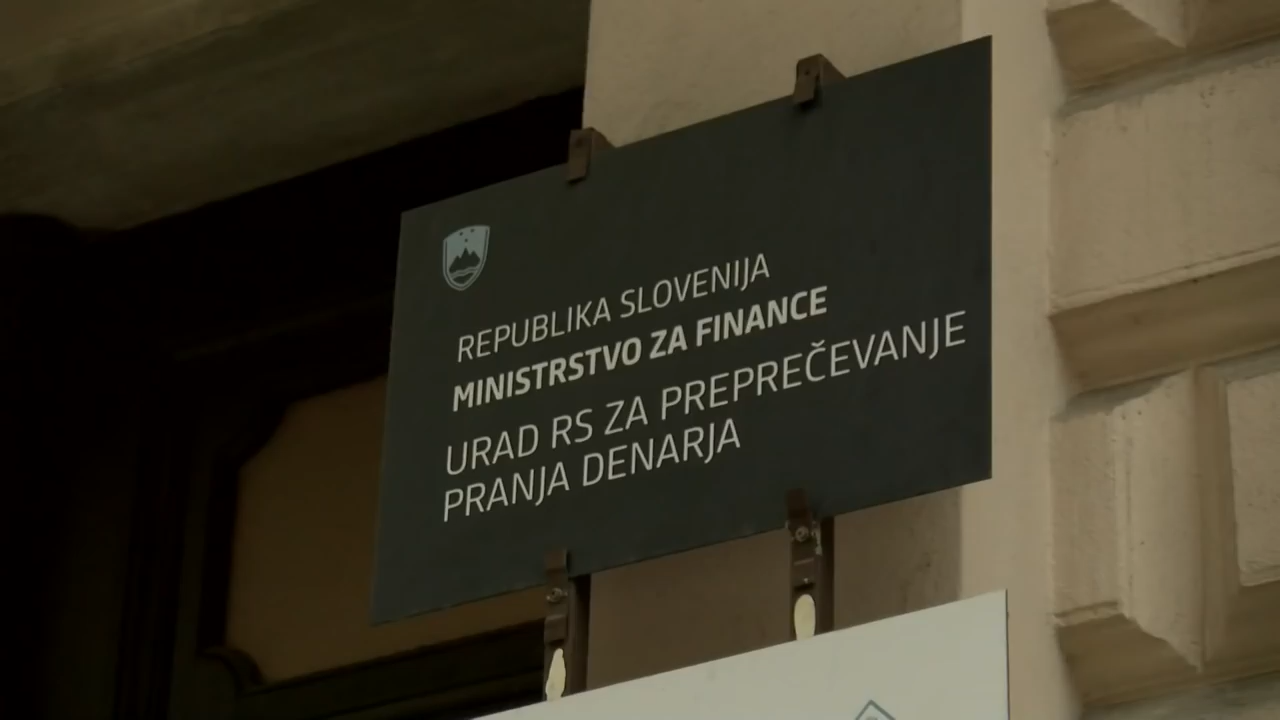 REPUBLIKA SLOVENIJA
MINISTRSTVO ZA FINANCE
URAD RS ZA PREPREČEVANJE
PRANJA DENARJA